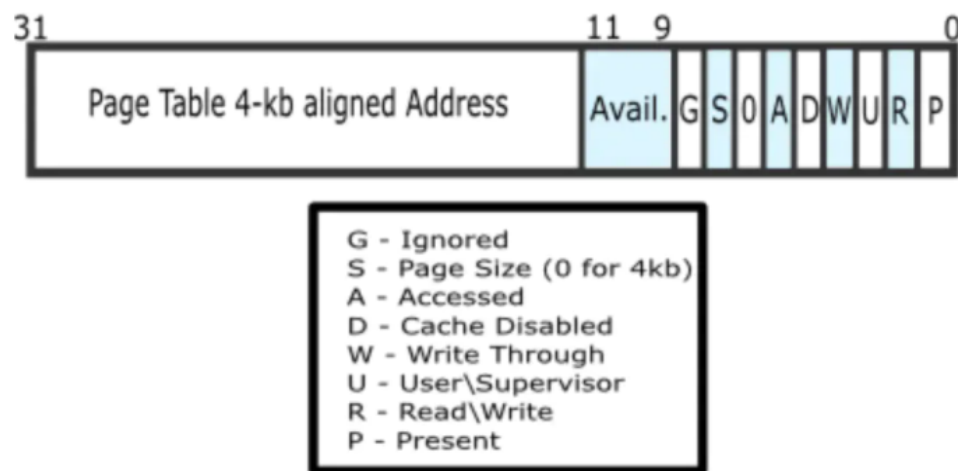 31 11 9 0
Page Table 4-kb aligned Address Avail. G S 0 A D W U R P
G - Ignored
S - Page Size (0 for 4kb)
A - Accessed
D - Cache Disabled
W - Write Through
U - User\Supervisor
R - Read\Write
P - Present